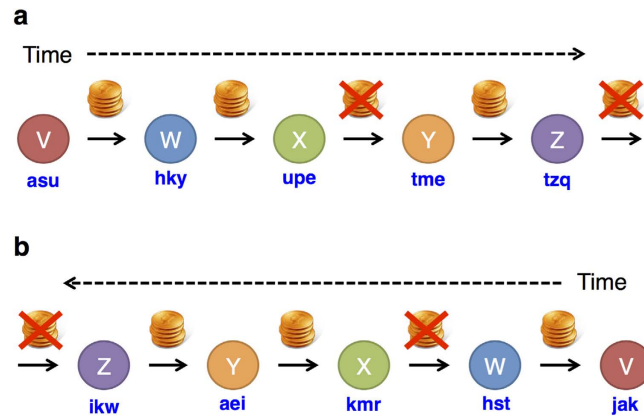 a
Time
V W X Y Z
asu hky upe tme tzq
b
Time
Z Y X W V
ikw aei kmr hst jak